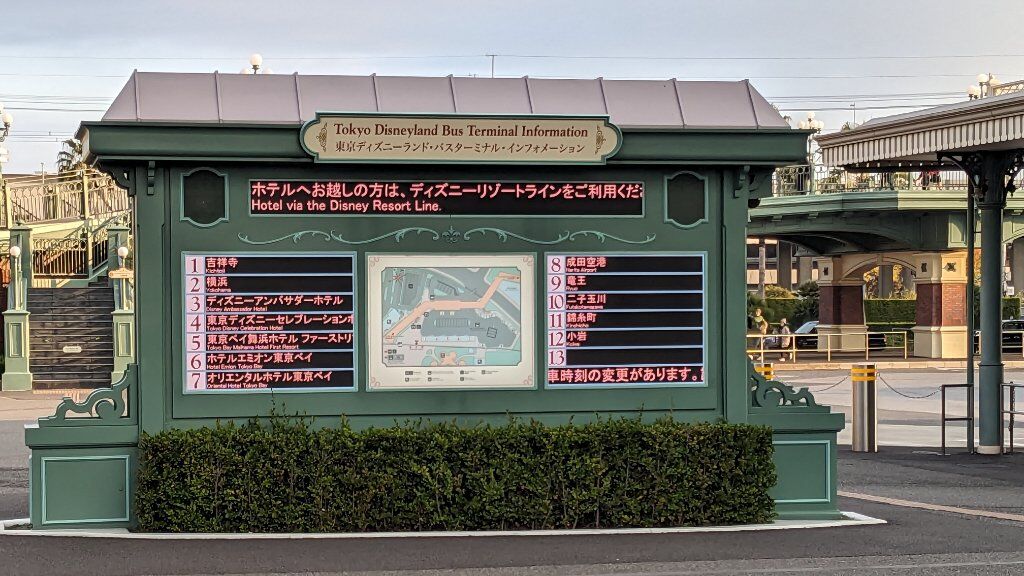 Tokyo Disneyland Bus Terminal Information
東京ディズニーランド・バスターミナル・インフォメーション
ホテルへお越しの方は、ディズニーリゾートラインをご利用くだ
Hotel via the Disney Resort Line.
1 吉祥寺
Kichijoji
2 横浜
Yokohama
3 ディズニーアンバサダーホテル
Disney Ambassador Hotel
4 東京ディズニーセレブレーションホ
Tokyo Disney Celebration Hotel
5 東京ベイ舞浜ホテル ファーストリ
Tokyo Bay Maihama Hotel First Resort
6 ホテルエミオン東京ベイ
Hotel Emion Tokyo Bay
7 オリエンタルホテル東京ベイ
Oriental Hotel Tokyo Bay
8 成田空港
Narita Airport
9 竜王
Ryuo
10 二子玉川
Futakotamagawa
11 錦糸町
Kinshicho
12 小岩
Koiwa
13
車時刻の変更があります。